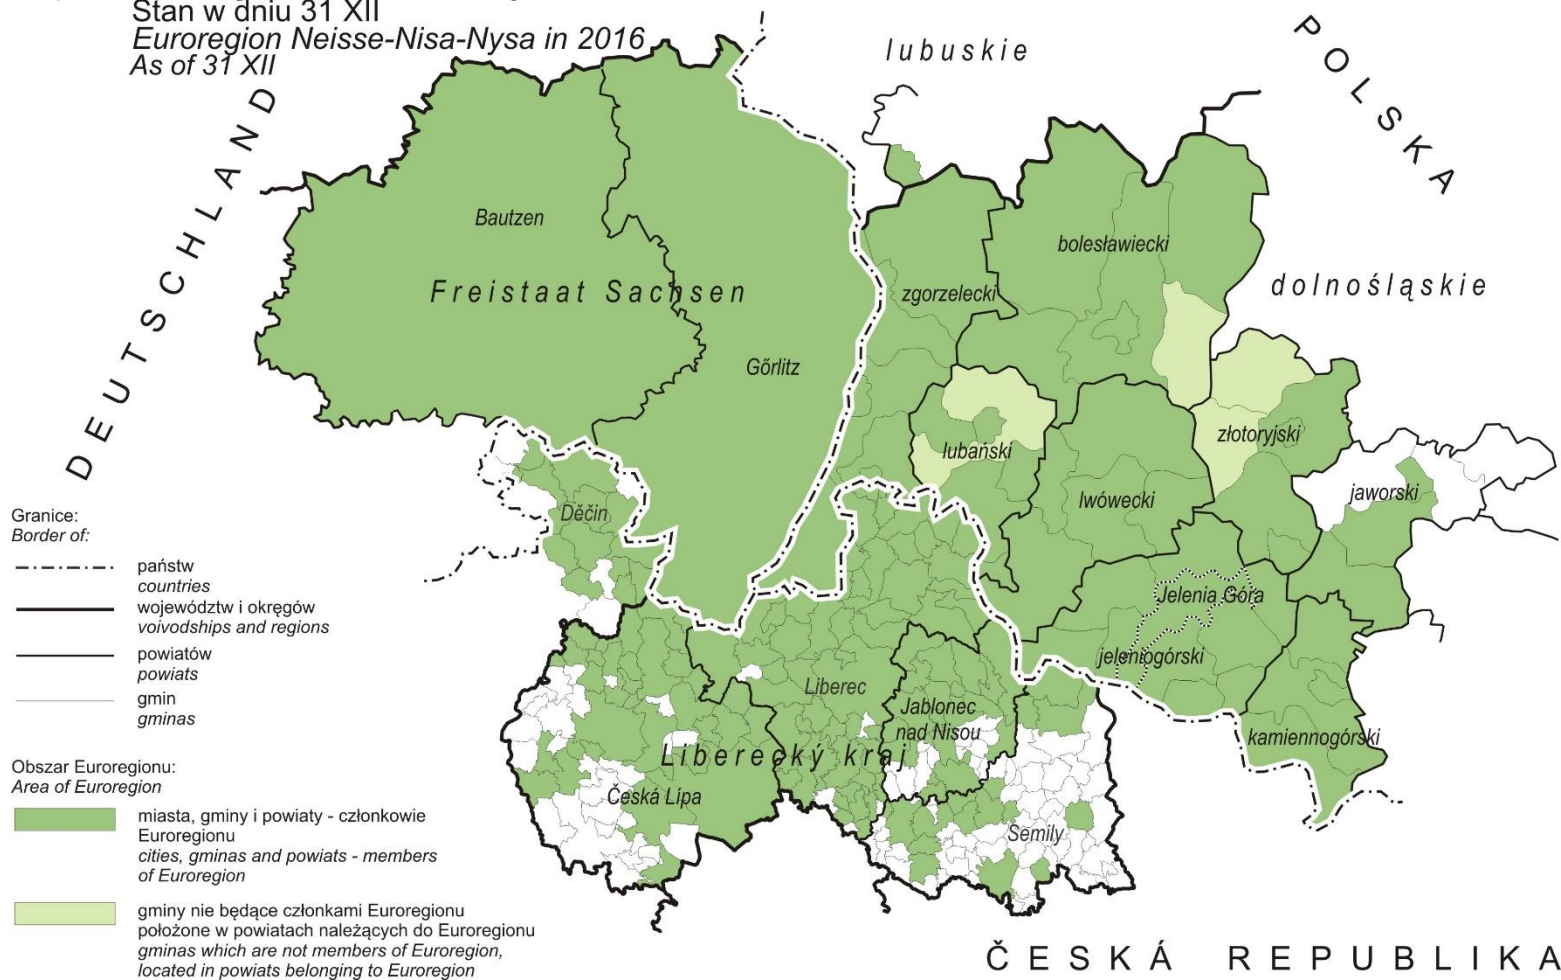 Stan w dniu 31 XII
Euroregion Neisse-Nisa-Nysa in 2016
As of 31 XII
lubuskie
POLSKA
DEUTSCHLAND
Bautzen
bolesławiecki
Freistaat Sachsen
zgorzelecki
dolnośląskie
Gőrlitz
złotoryjski
lubański
lwówecki
jaworski
Děčín
Jelenia Góra
jeleniogórski
Liberec
Jablonec
nad Nisou
kamiennogórski
Liberecký kraj
Česká Lípa
Semily
ČESKÁ REPUBLIKA
Granice:
Border of:
państw
countries
województw i okręgów
voivodships and regions
powiatów
powiats
gmin
gminas
Obszar Euroregionu:
Area of Euroregion
miasta, gminy i powiaty - członkowie
Euroregionu
cities, gminas and powiats - members
of Euroregion
gminy nie będące członkami Euroregionu
położone w powiatach należących do Euroregionu
gminas which are not members of Euroregion,
located in powiats belonging to Euroregion